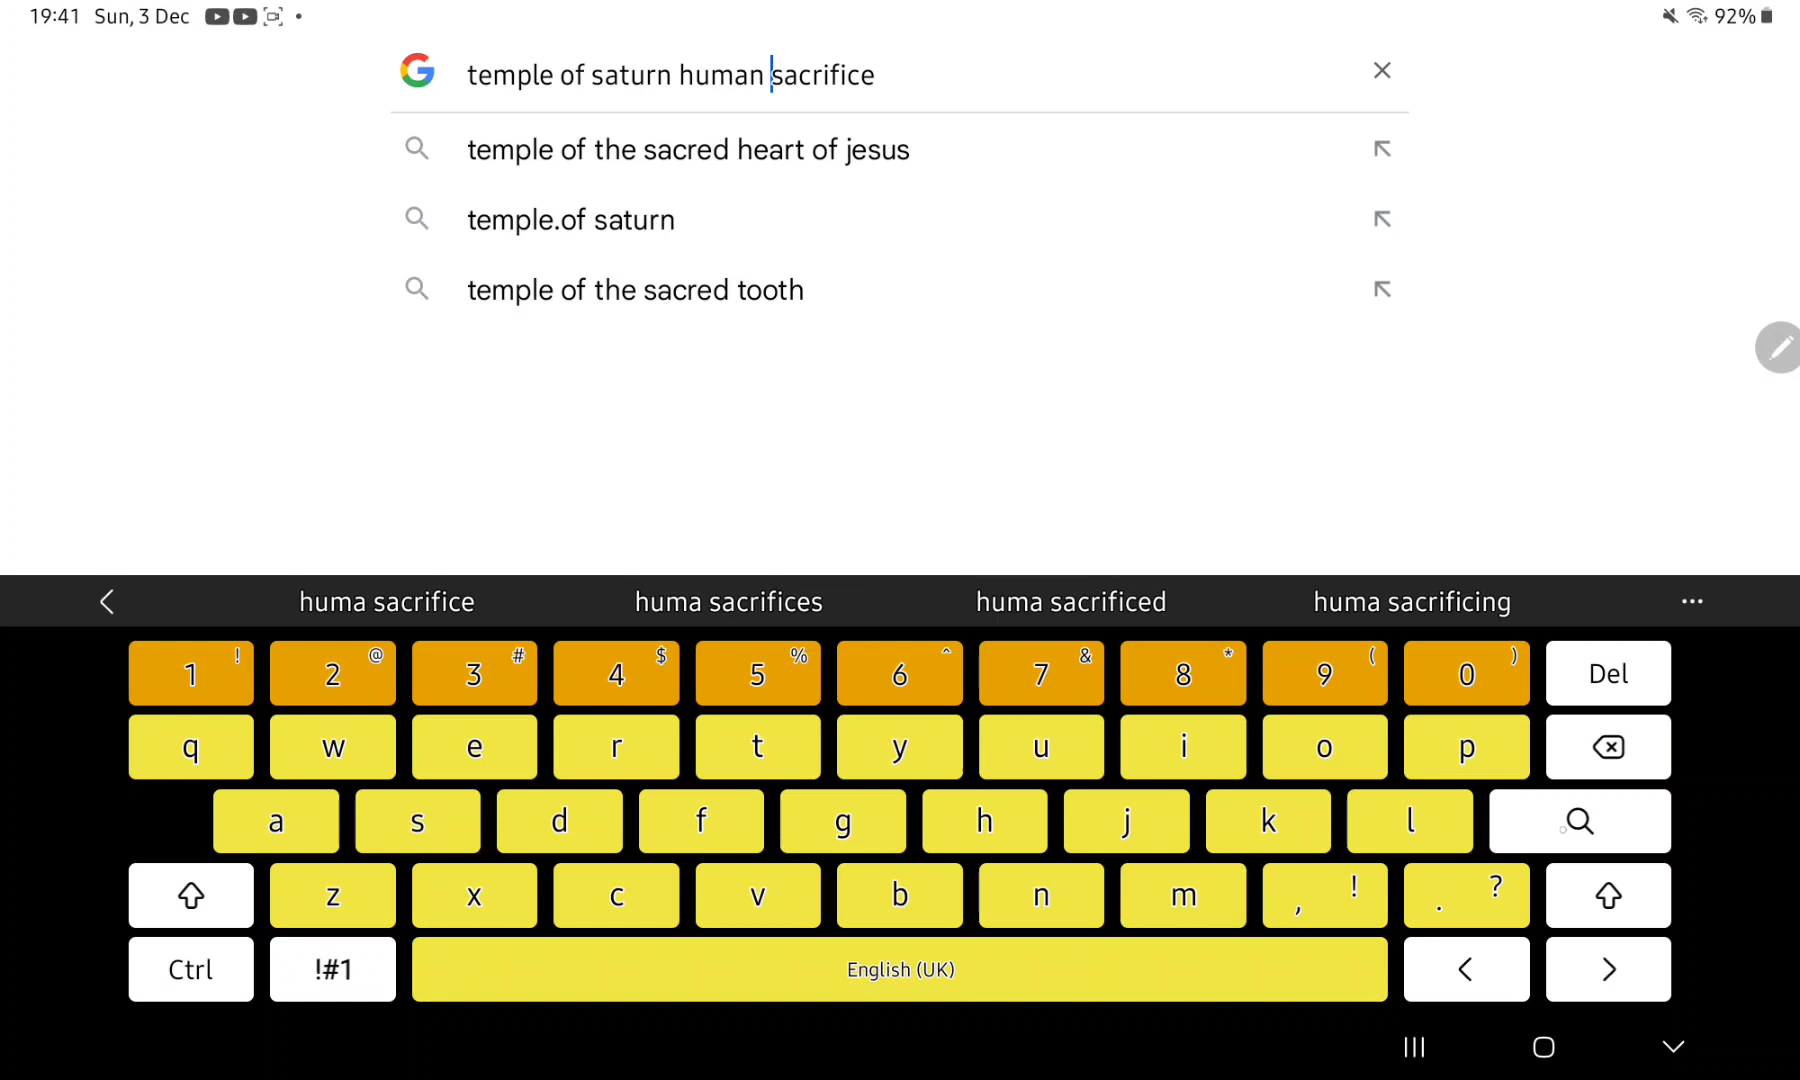 19:41 Sun, 3 Dec 92%
temple of saturn human sacrifice
temple of the sacred heart of jesus
temple.of saturn
temple of the sacred tooth
huma sacrifice huma sacrifices huma sacrificed huma sacrificing ...
1 ! 2 @ 3 # 4 $ 5 % 6 ^ 7 & 8 * 9 ( 0 ) Del
q w e r t y u i o p
a s d f g h j k l
z x c v b n m , ! . ?
Ctrl !#1 English (UK) < >